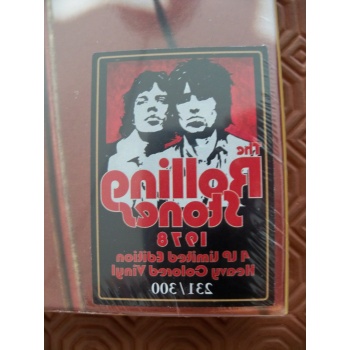 The
Rolling
Stones
1978
4 LP Limited Edition
Heavy Colored Vinyl
231/300